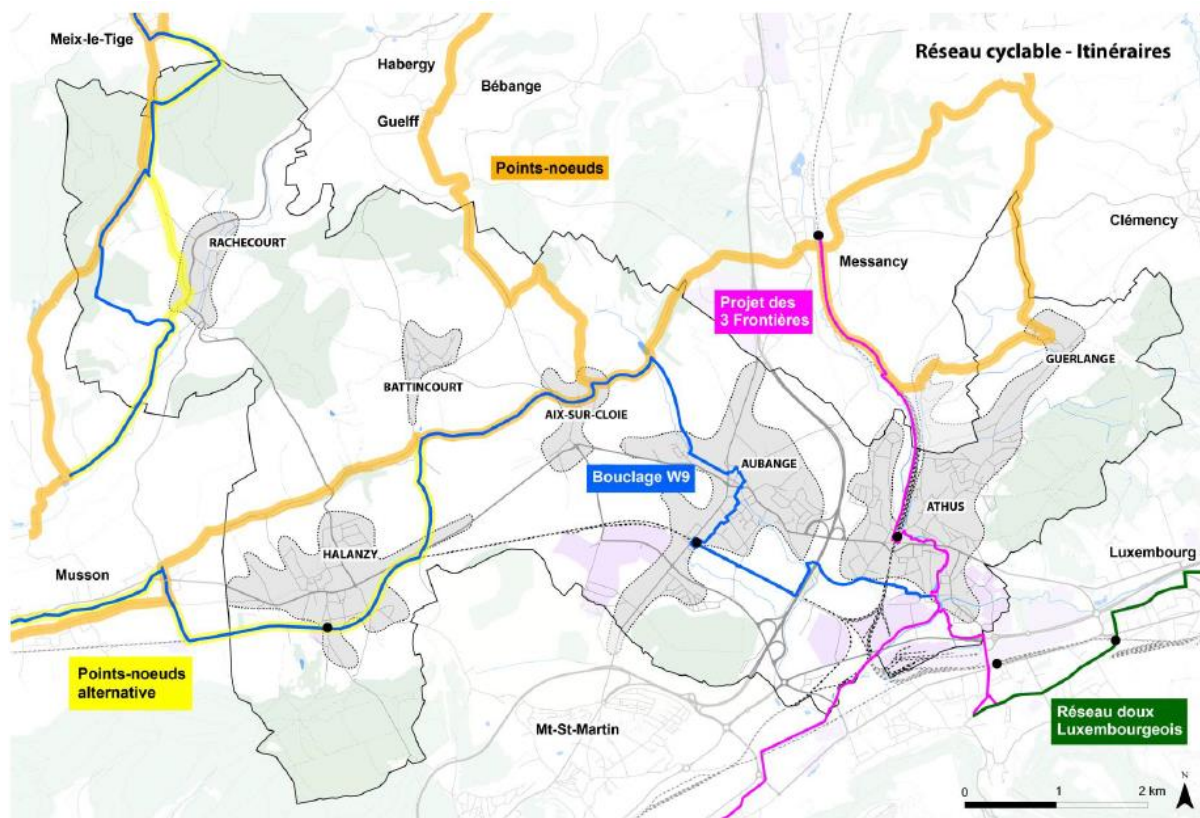 Meix-le-Tige
Habergy
Bébange
Guelff
Réseau cyclable - Itinéraires
Points-noeuds
Clémency
RACHECOURT
Messancy
Projet des
3 Frontières
GUERLANGE
BATTINCOURT
AIX-SUR-CLOIE
AUBANGE
Bouclage W9
ATHUS
HALANZY
Musson
Luxembourg
Points-noeuds
alternative
Mt-St-Martin
Réseau doux
Luxembourgeois
N
0 1 2 km